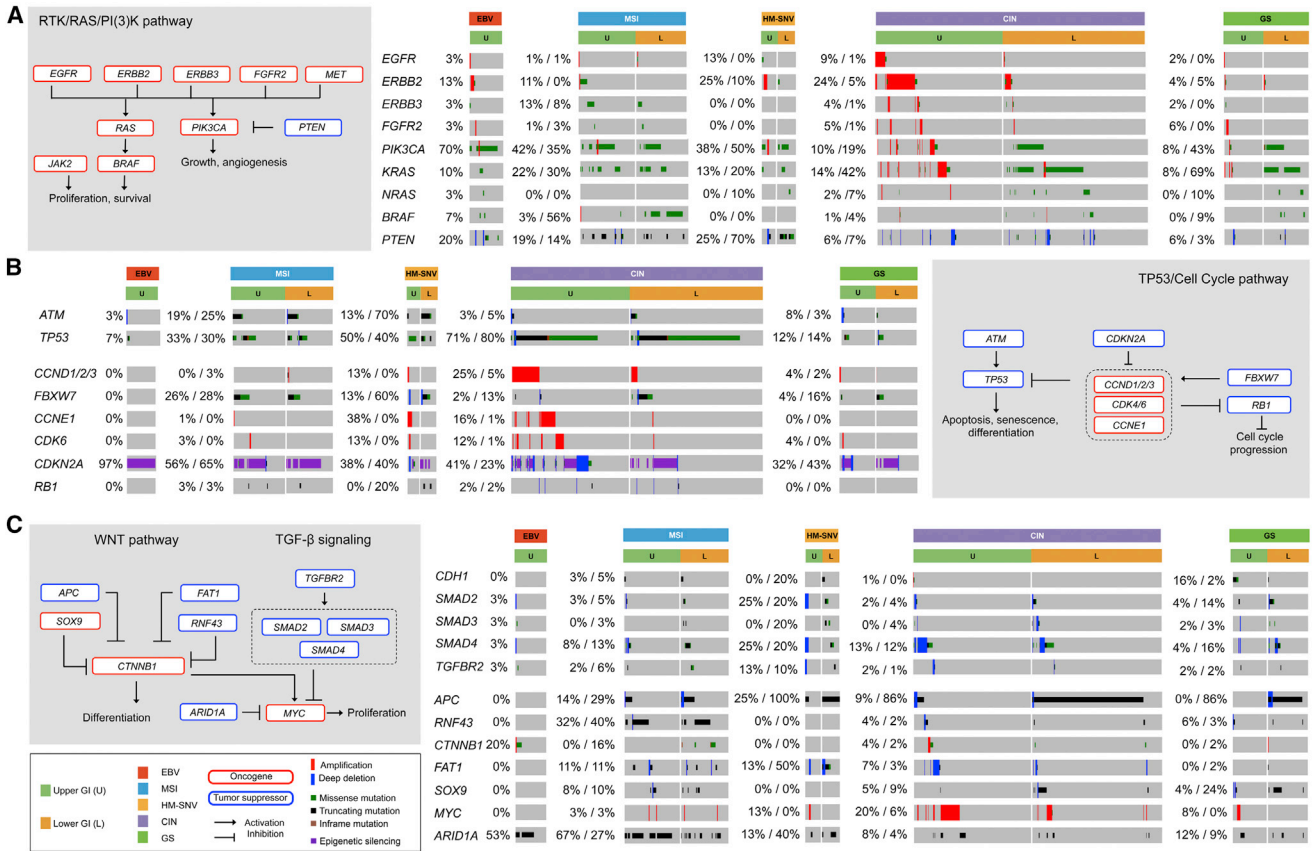 A
RTK/RAS/PI(3)K pathway
EGFR ERBB2 ERBB3 FGFR2 MET
RAS PIK3CA PTEN
JAK2 BRAF Growth, angiogenesis
Proliferation, survival
EBV MSI HM-SNV CIN GS
U U L U L U L U L
EGFR 3% 1% / 1% 13% / 0% 9% / 1% 2% / 0%
ERBB2 13% 11% / 0% 25% / 10% 24% / 5% 4% / 5%
ERBB3 3% 13% / 8% 0% / 0% 4% /1% 2% / 0%
FGFR2 3% 1% / 3% 0% / 0% 5% /1% 6% / 0%
PIK3CA 70% 42% / 35% 38% / 50% 10% /19% 8% / 43%
KRAS 10% 22% / 30% 13% / 20% 14% /42% 8% / 69%
NRAS 3% 0% / 0% 0% / 10% 2% / 7% 0% / 10%
BRAF 7% 3% / 56% 0% / 0% 1% / 4% 0% / 9%
PTEN 20% 19% / 14% 25% / 70% 6% /7% 6% / 3%
B
EBV MSI HM-SNV CIN GS
U U L U L U L U L
ATM 3% 19% / 25% 13% / 70% 3% / 5% 8% / 3%
TP53 7% 33% / 30% 50% / 40% 71% / 80% 12% / 14%
CCND1/2/3 0% 0% / 3% 13% / 0% 25% / 5% 4% / 2%
FBXW7 0% 26% / 28% 13% / 60% 2% / 13% 4% / 16%
CCNE1 0% 1% / 0% 38% / 0% 16% / 1% 0% / 0%
CDK6 0% 3% / 0% 13% / 0% 12% / 1% 4% / 0%
CDKN2A 97% 56% / 65% 38% / 40% 41% / 23% 32% / 43%
RB1 0% 3% / 3% 0% / 20% 2% / 2% 0% / 0%
TP53/Cell Cycle pathway
ATM CDKN2A
TP53 CCND1/2/3 FBXW7
CDK4/6 RB1
CCNE1
Apoptosis, senescence,
differentiation
Cell cycle
progression
C
WNT pathway TGF-β signaling
APC FAT1 TGFBR2
SOX9 RNF43 SMAD2 SMAD3
SMAD4
CTNNB1
Differentiation ARID1A MYC Proliferation
Upper GI (U)
Lower GI (L)
EBV
MSI
HM-SNV
CIN
GS
Oncogene
Tumor suppressor
Activation
Inhibition
Amplification
Deep deletion
Missense mutation
Truncating mutation
Inframe mutation
Epigenetic silencing
EBV MSI HM-SNV CIN GS
U U L U L U L U L
CDH1 0% 3% / 5% 0% / 20% 1% / 0% 16% / 2%
SMAD2 3% 3% / 5% 25% / 20% 2% / 4% 4% / 14%
SMAD3 3% 0% / 3% 0% / 20% 0% / 4% 2% / 3%
SMAD4 3% 8% / 13% 25% / 20% 13% / 12% 4% / 16%
TGFBR2 3% 2% / 6% 13% / 10% 2% / 1% 2% / 2%
APC 0% 14% / 29% 25% / 100% 9% / 86% 0% / 86%
RNF43 0% 32% / 40% 0% / 0% 4% / 2% 6% / 3%
CTNNB1 20% 0% / 16% 0% / 0% 4% / 2% 0% / 2%
FAT1 0% 11% / 11% 13% / 50% 7% / 3% 0% / 2%
SOX9 0% 8% / 10% 0% / 0% 5% / 9% 4% / 24%
MYC 0% 3% / 3% 13% / 0% 20% / 6% 8% / 0%
ARID1A 53% 67% / 27% 13% / 40% 8% / 4% 12% / 9%